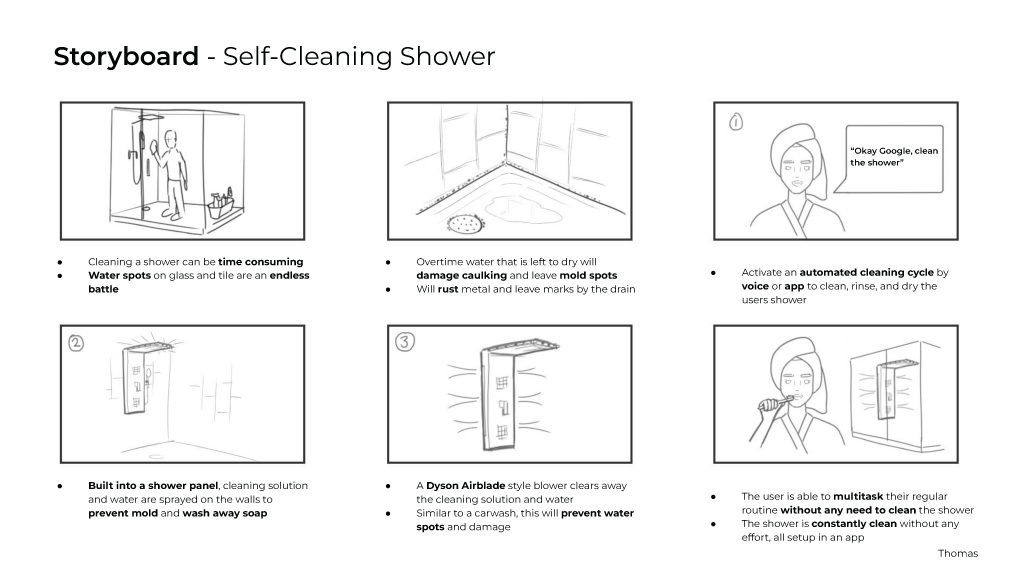 Storyboard - Self-Cleaning Shower
● Cleaning a shower can be time consuming
● Water spots on glass and tile are an endless
battle
● Overtime water that is left to dry will
damage caulking and leave mold spots
● Will rust metal and leave marks by the drain
1
“Okay Google, clean
the shower”
● Activate an automated cleaning cycle by
voice or app to clean, rinse, and dry the
users shower
2
● Built into a shower panel, cleaning solution
and water are sprayed on the walls to
prevent mold and wash away soap
3
● A Dyson Airblade style blower clears away
the cleaning solution and water
● Similar to a carwash, this will prevent water
spots and damage
● The user is able to multitask their regular
routine without any need to clean the shower
● The shower is constantly clean without any
effort, all setup in an app
Thomas